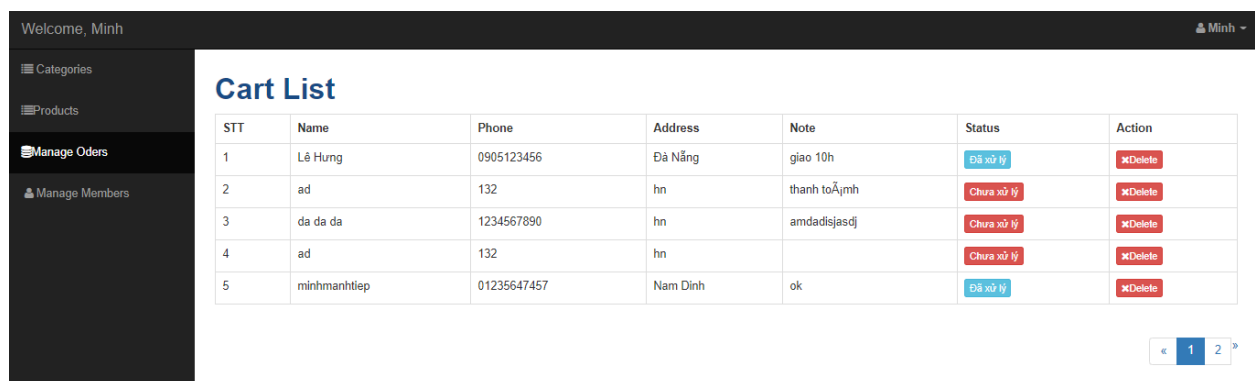 Welcome, Minh
Minh
Categories
Products
Manage Oders
Manage Members
Cart List
STT Name Phone Address Note Status Action
1 Lê Hưng 0905123456 Đà Nẵng giao 10h Đã xử lý ✖Delete
2 ad 132 hn thanh toÃ¡mh Chưa xử lý ✖Delete
3 da da da 1234567890 hn amdadisjasdj Chưa xử lý ✖Delete
4 ad 132 hn Chưa xử lý ✖Delete
5 minhmanhtiep 01235647457 Nam Dinh ok Đã xử lý ✖Delete
« 1 2 »